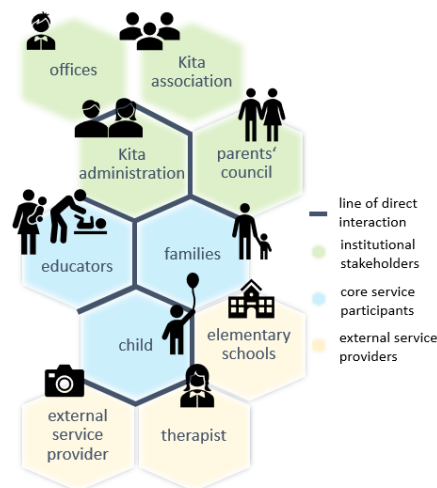 offices
Kita
association
Kita
administration
parents‘
council
educators
families
child
elementary
schools
external
service
provider
therapist
line of direct
interaction
institutional
stakeholders
core service
participants
external service
providers